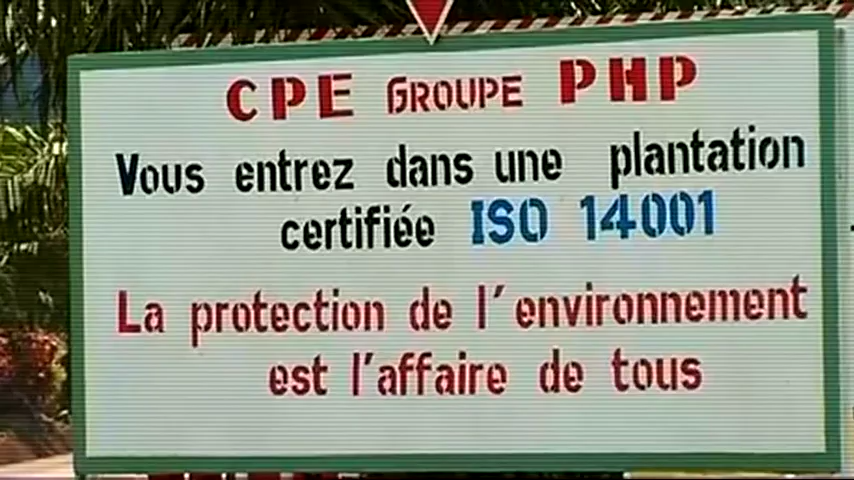 CPE GROUPE PHP
Vous entrez dans une plantation
certifiée ISO 14001
La protection de l'environnement
est l'affaire de tous